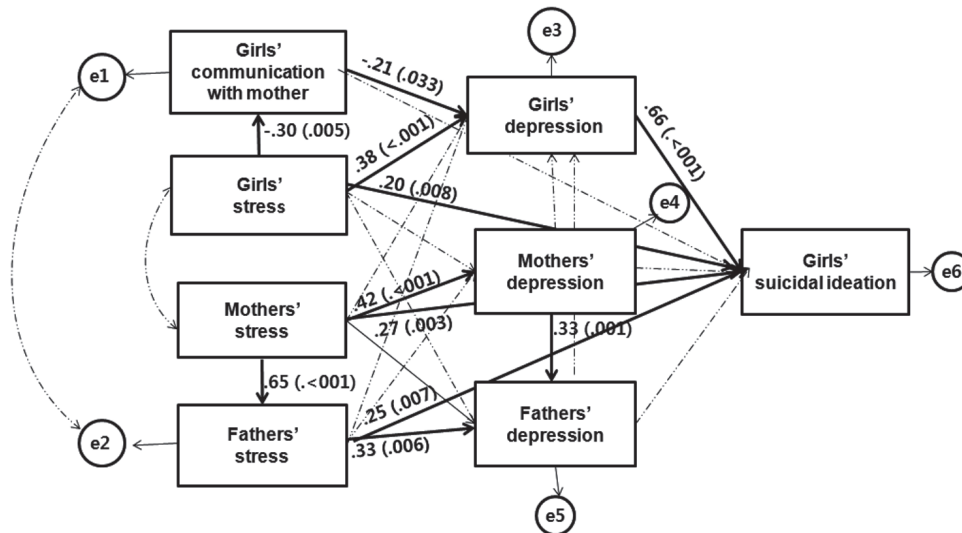 e3
Girls'
communication
with mother
e1
-.21 (.033)
Girls'
depression
-.30 (.005)
.38 (<.001)
.66 (.<001)
Girls'
stress
.20 (.008)
e4
Mothers'
depression
Girls'
suicidal ideation
e6
Mothers'
stress
.42 (.<001)
.27 (.003)
.33 (.001)
.65 (.<001)
.25 (.007)
Fathers'
stress
Fathers'
depression
e2
.33 (.006)
e5